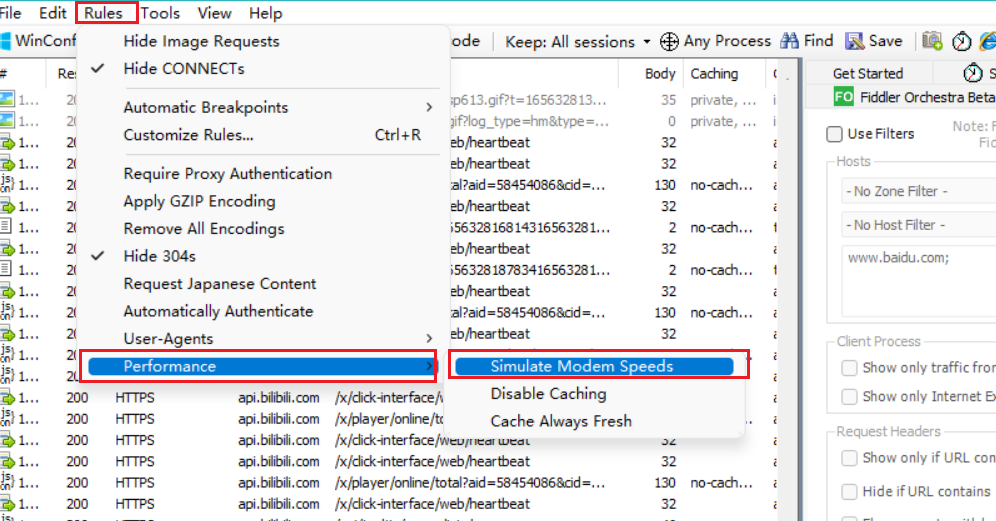 File Edit Rules Tools View Help
WinConf ode Keep: All sessions Any Process Find Save
# Res Body Caching
Get Started
Fiddler Orchestra Beta
FO
Hide Image Requests
Hide CONNECTs
Automatic Breakpoints
Customize Rules... Ctrl+R
Require Proxy Authentication
Apply GZIP Encoding
Remove All Encodings
Hide 304s
Request Japanese Content
Automatically Authenticate
User-Agents
Performance
Simulate Modem Speeds
Disable Caching
Cache Always Fresh
1... 20 sp613.gif?t=165632813... 35 private, ...
1... 20 gif?log_type=hm&type=... 0 private, ...
1... 20 eb/heartbeat 32
1... 20 eb/heartbeat 32
1... 20 tal?aid=58454086&cid=... 130 no-cach...
1... 20 eb/heartbeat 32
1... 20 656328168143165632​81... 2 no-cach...
1... 20 eb/heartbeat 32
1... 20 65632818783416563281... 2 no-cach...
1... 20 eb/heartbeat 32
1... 20 tal?aid=58454086&cid=... 130 no-cach...
1... 20 eb/heartbeat 32
1... 200 HTTPS api.bilibili.com /x/click-interface/w
1... 200 HTTPS api.bilibili.com /x/player/online/to
1... 200 HTTPS api.bilibili.com /x/click-interface/web/heartbeat 32
1... 200 HTTPS api.bilibili.com /x/click-interface/web/heartbeat 32
1... 200 HTTPS api.bilibili.com /x/player/online/total?aid=58454086&cid=... 130 no-cach...
1... 200 HTTPS api.bilibili.com /x/click-interface/web/heartbeat 32
Use Filters
Note: F
Fid
Hosts
- No Zone Filter -
- No Host Filter -
www.baidu.com;
Client Process
Show only traffic from
Show only Internet Ex
Request Headers
Show only if URL con
Hide if URL contains